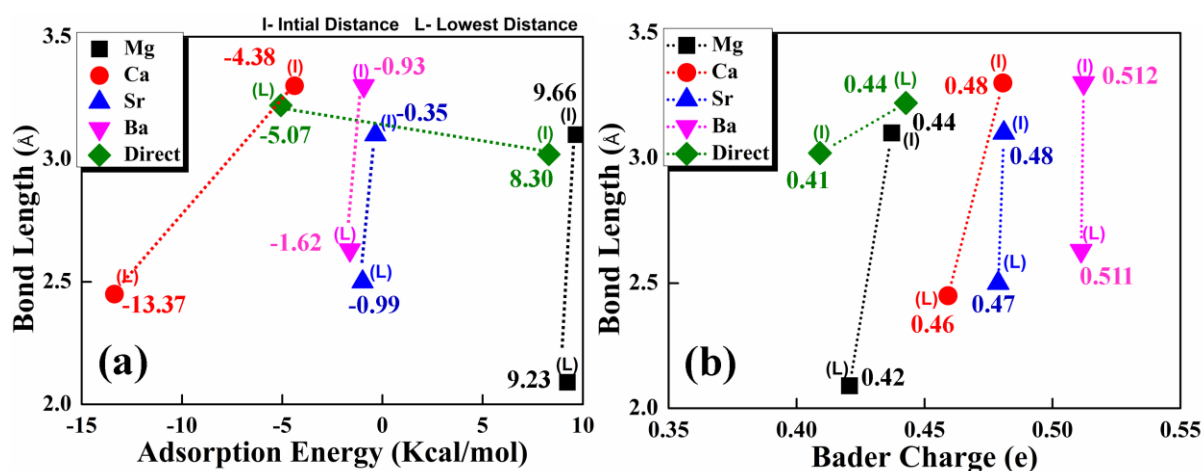 I- Intial Distance L- Lowest Distance
3.5
3.0
2.5
2.0
Bond Length (Å)
Mg
Ca
Sr
Ba
Direct
-4.38
(I)
(I)
-0.93
9.66
(I)
(L)
-5.07
(I)
-0.35
(I)
8.30
(L)
-1.62
(L)
-13.37
(L)
-0.99
(a)
9.23
(L)
-15
-10
-5
0
5
10
Adsorption Energy (Kcal/mol)
3.5
3.0
2.5
2.0
Bond Length (Å)
Mg
Ca
Sr
Ba
Direct
0.44
(L)
0.48
(I)
(I)
0.512
(I)
0.41
0.44
(I)
(I)
0.48
(L)
0.46
(L)
0.47
(L)
0.511
(b)
(L)
0.42
0.35
0.40
0.45
0.50
0.55
Bader Charge (e)